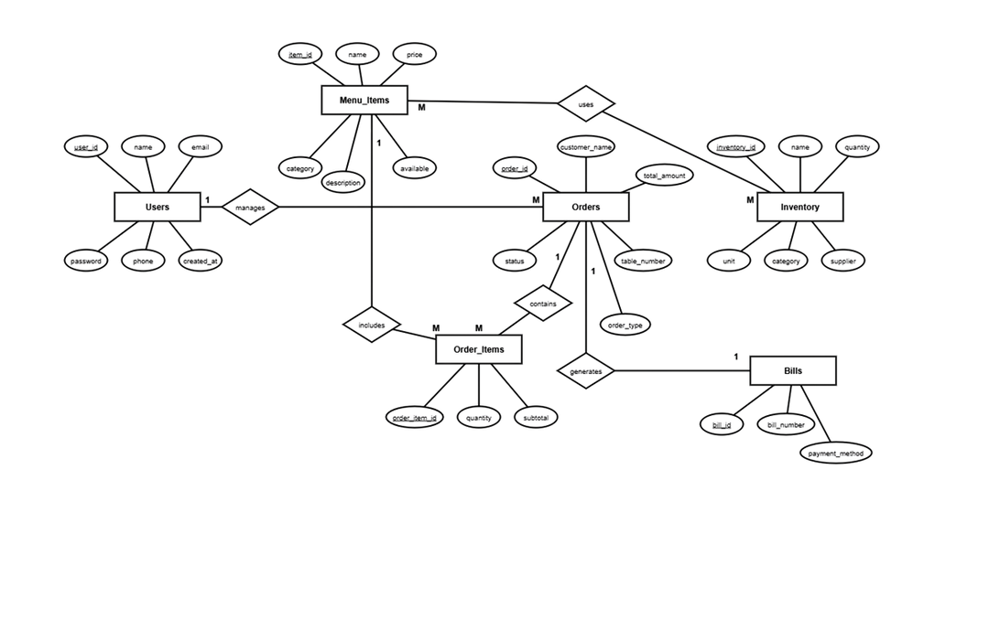 item_id
name
price
Menu_Items
M
uses
1
category
description
available
user_id
name
email
Users
1
manages
M
password
phone
created_at
customer_name
order_id
total_amount
Orders
status
table_number
1
1
contains
order_type
inventory_id
name
quantity
M
Inventory
unit
category
supplier
includes
M
M
Order_Items
order_item_id
quantity
subtotal
generates
1
Bills
bill_id
bill_number
payment_method